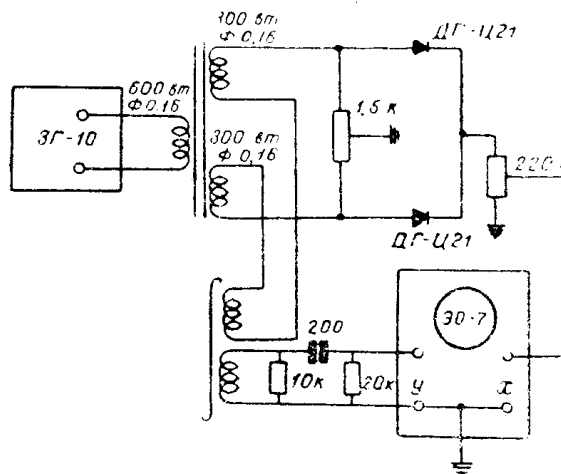 300 вт
Ф 0,16
ДГ-Ц21
600 вт
Ф 0.16
1,5 к
ЗГ-10
300 вт
Ф 0,16
220
ДГ-Ц21
ЭО-7
200
10к
20к
У
Х